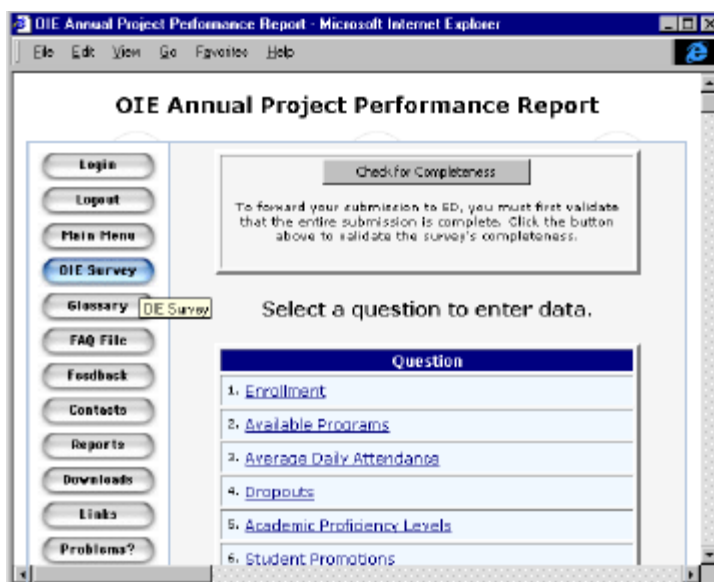 OIE Annual Project Performance Report - Microsoft Internet Explorer
File Edit View Go Favorites Help
OIE Annual Project Performance Report
Login
Logout
Main Menu
OIE Survey
Glossary
FAQ File
Feedback
Contacts
Reports
Downloads
Links
Problems?
OIE Survey
Check for Completeness
To forward your submission to ED, you must first validate
that the entire submission is complete. Click the button
above to validate the survey's completeness.
Select a question to enter data.
Question
1. Enrollment
2. Available Programs
3. Average Daily Attendance
4. Dropouts
5. Academic Proficiency Levels
6. Student Promotions